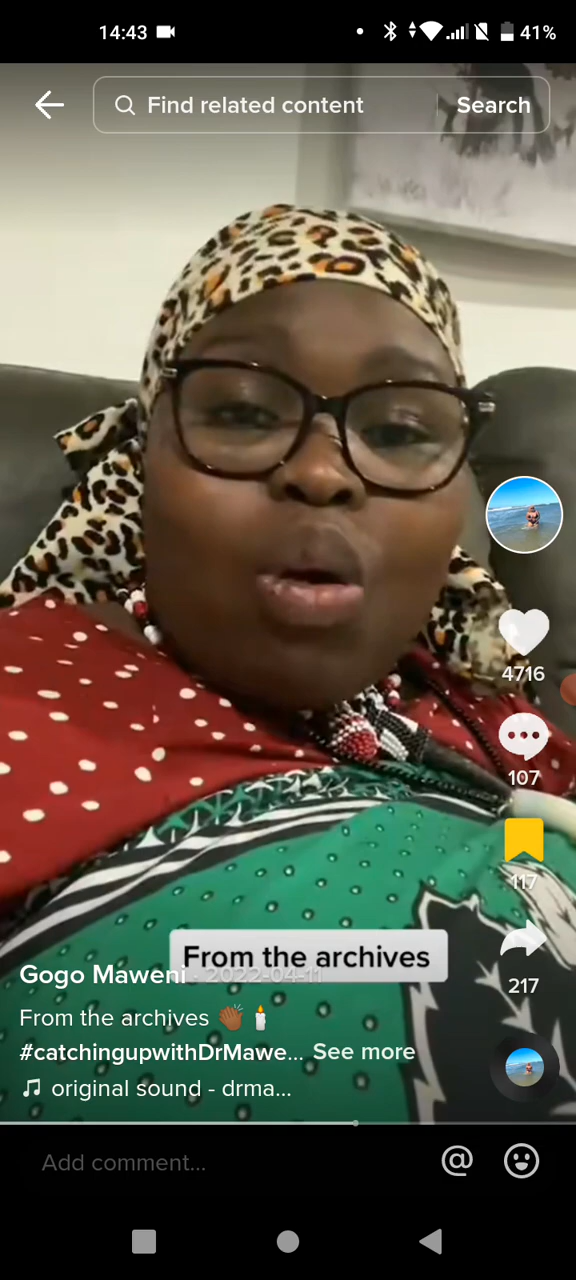 14:43
41%
Find related content
Search
4716
107
117
From the archives
Gogo Maweni · 2022-04-11
217
From the archives 👏🏾🕯️
#catchingupwithDrMawe... See more
original sound - drma...
Add comment...
@